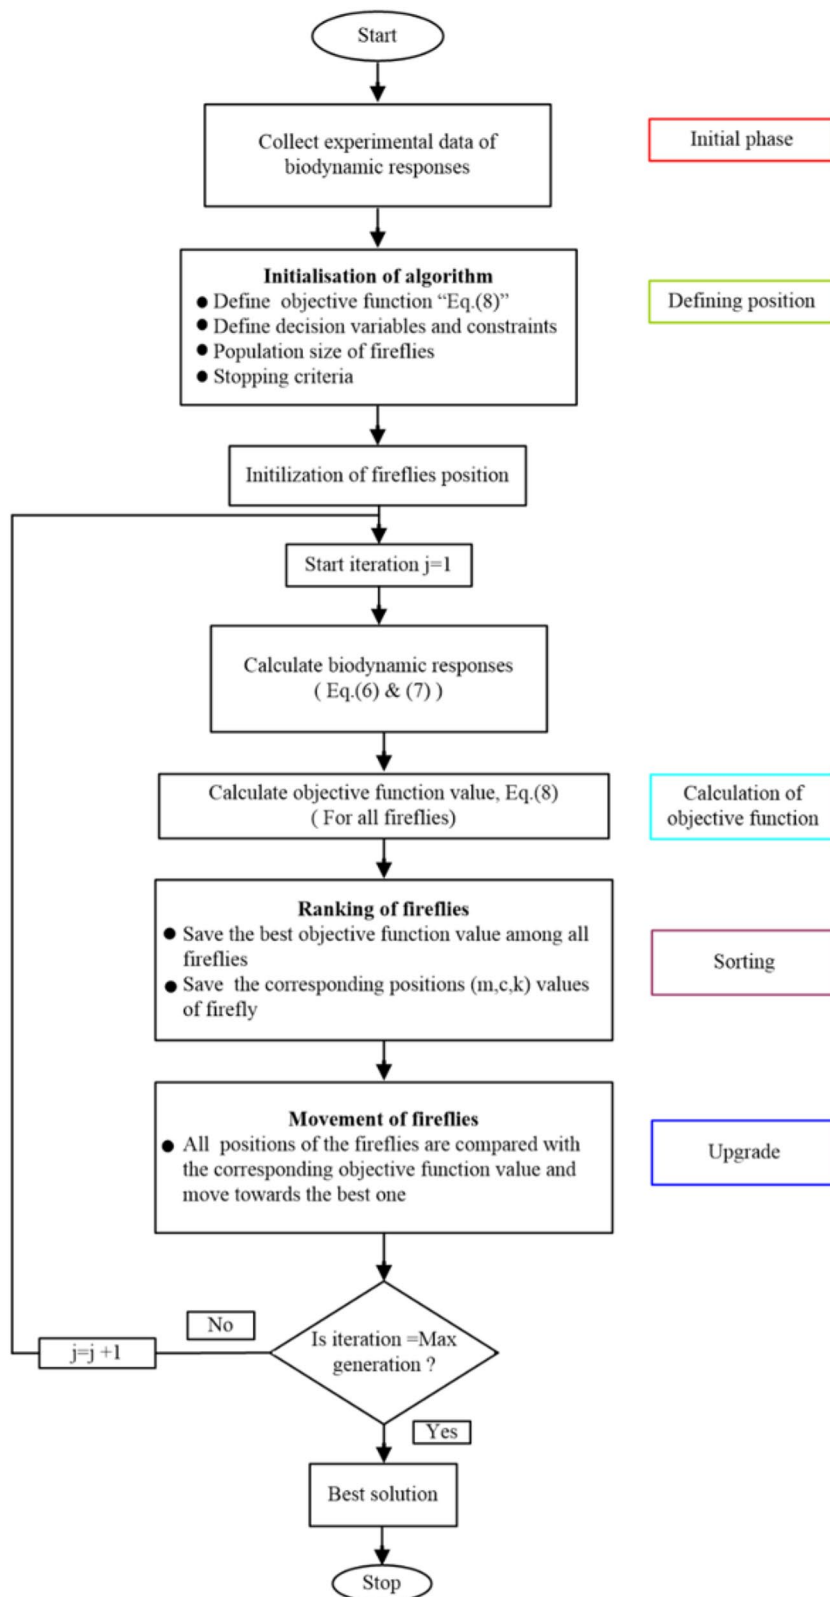 Start
Collect experimental data of
biodynamic responses
Initial phase
Initialisation of algorithm
● Define objective function “Eq.(8)”
● Define decision variables and constraints
● Population size of fireflies
● Stopping criteria
Defining position
Initilization of fireflies position
Start iteration j=1
Calculate biodynamic responses
( Eq.(6) & (7) )
Calculate objective function value, Eq.(8)
( For all fireflies)
Calculation of
objective function
Ranking of fireflies
● Save the best objective function value among all
fireflies
● Save the corresponding positions (m,c,k) values
of firefly
Sorting
Movement of fireflies
● All positions of the fireflies are compared with
the corresponding objective function value and
move towards the best one
Upgrade
No
Is iteration =Max
generation ?
j=j +1
Yes
Best solution
Stop